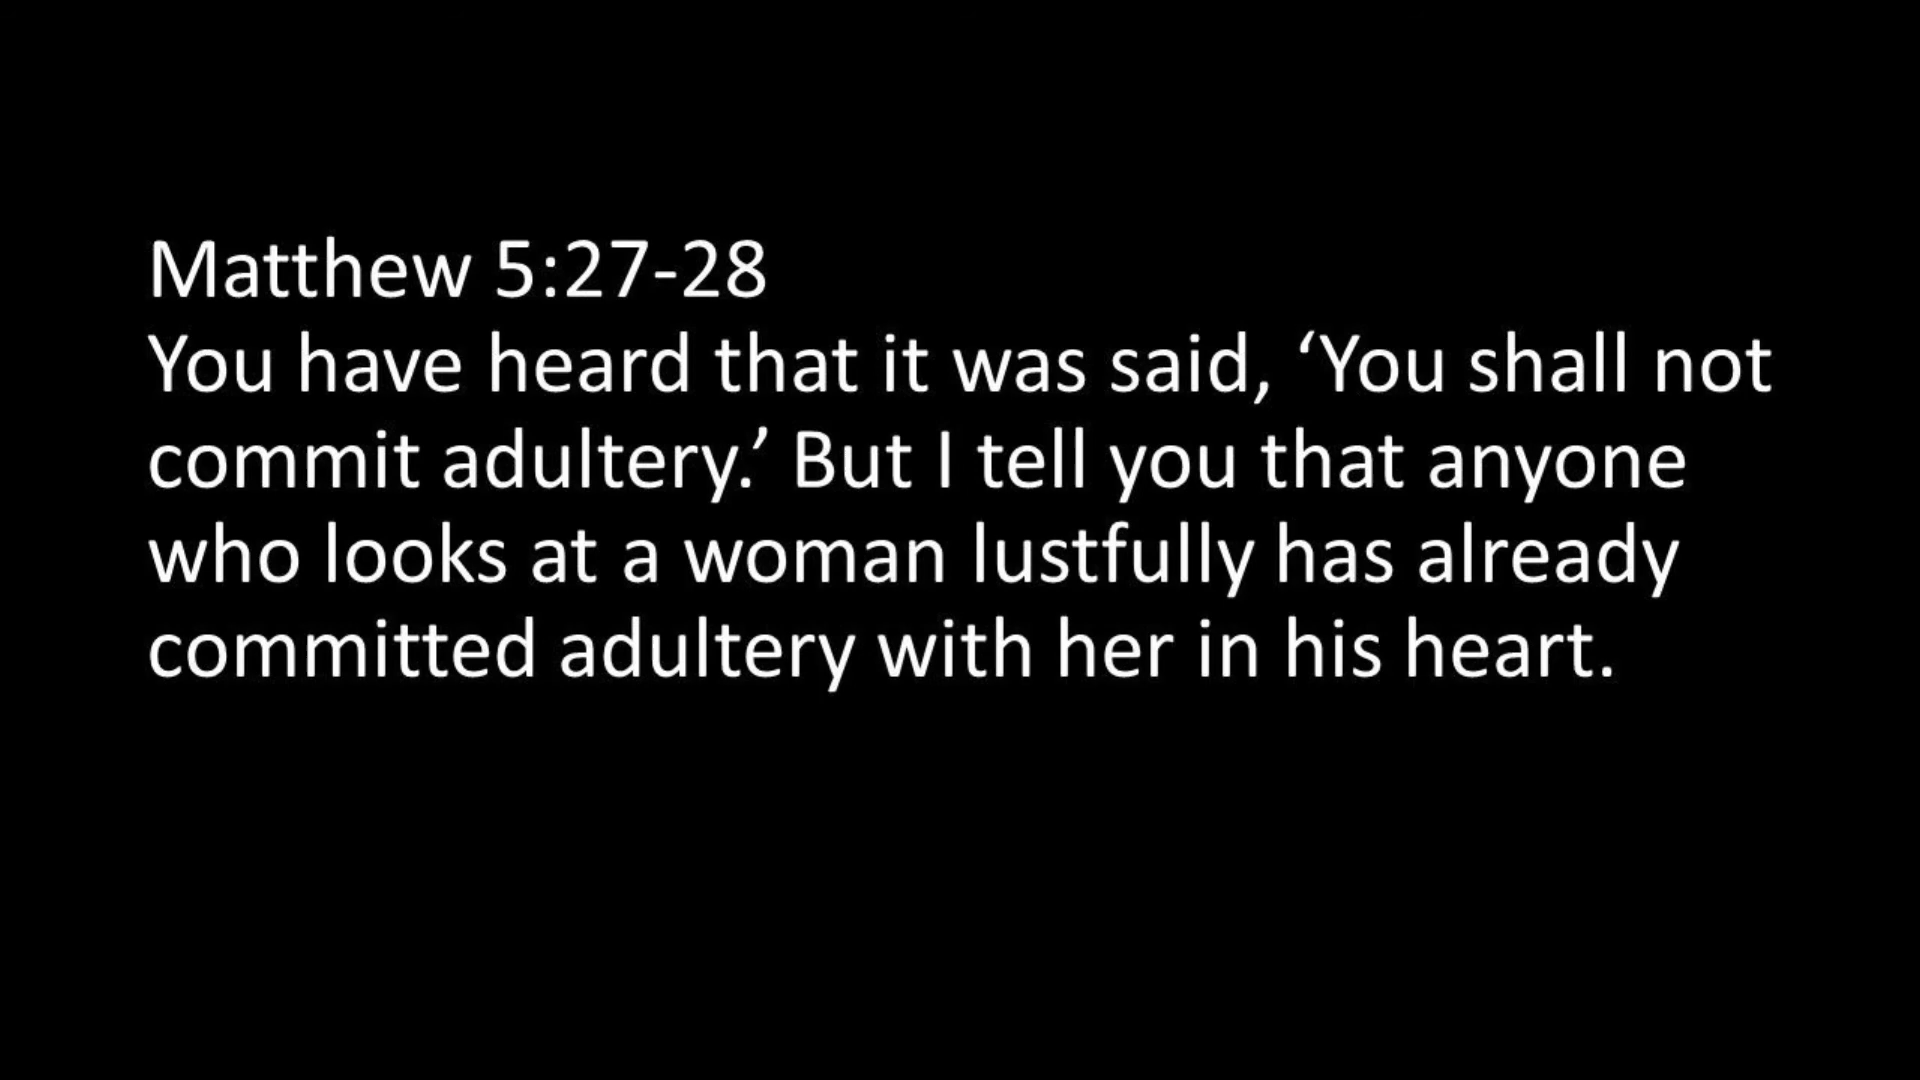 Matthew 5:27-28
You have heard that it was said, ‘You shall not
commit adultery.’ But I tell you that anyone
who looks at a woman lustfully has already
committed adultery with her in his heart.